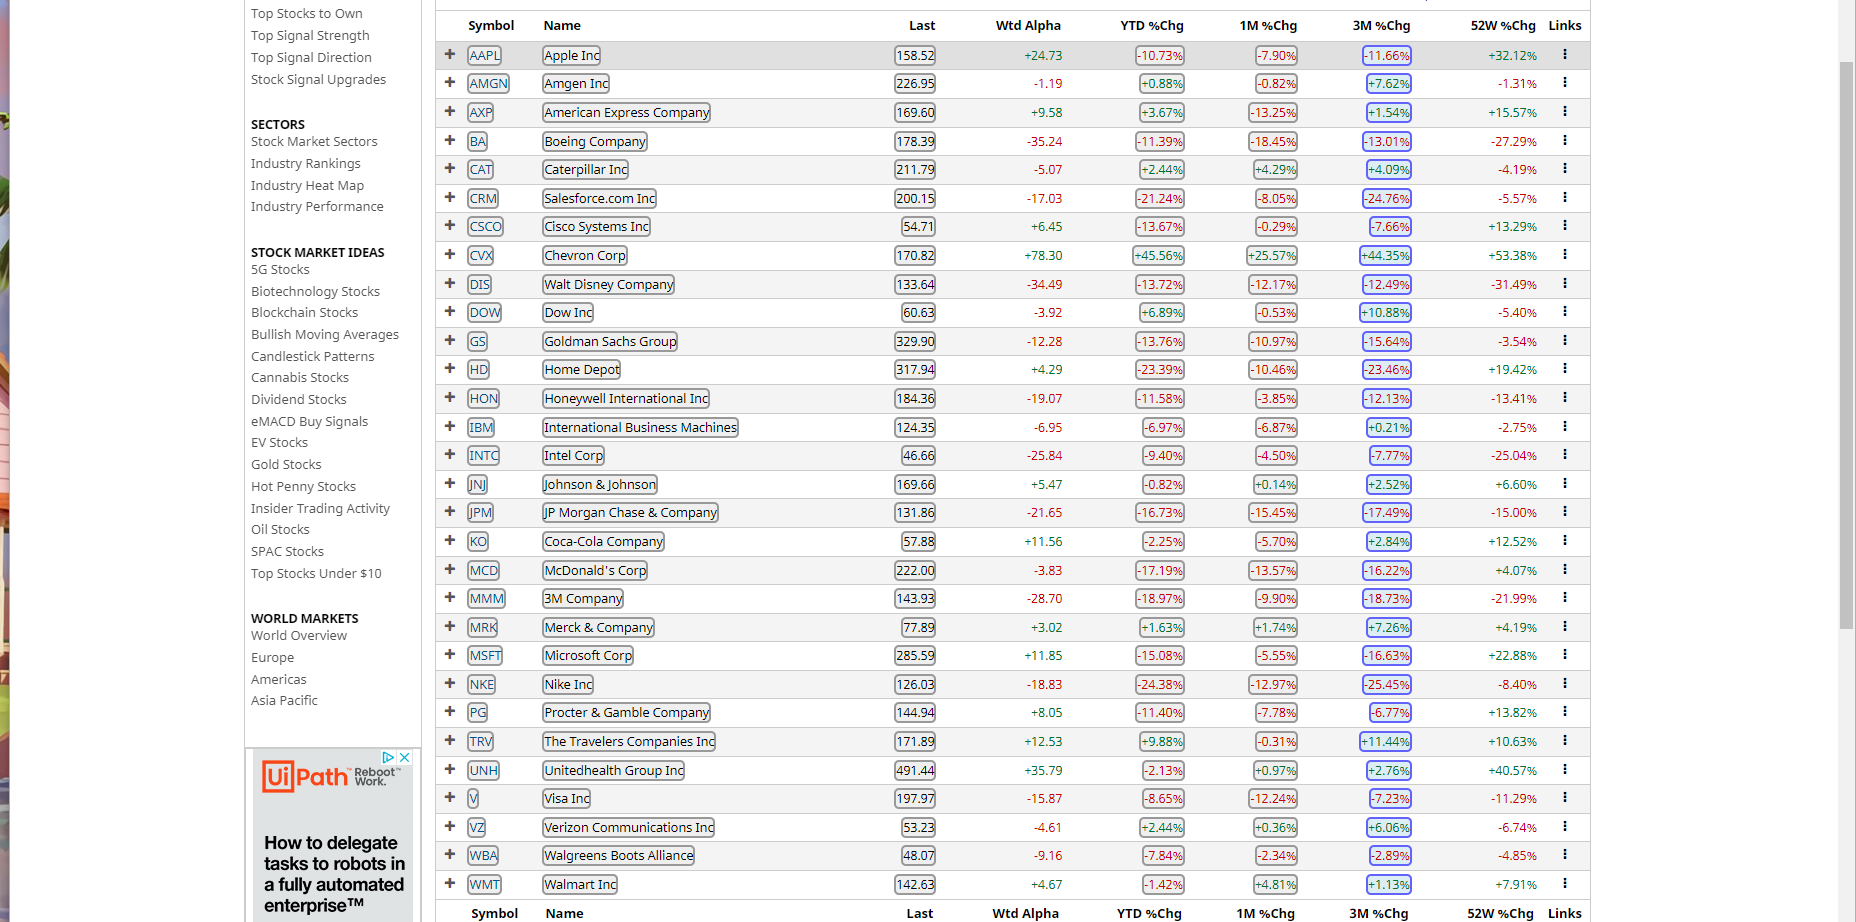 Top Stocks to Own
Top Signal Strength
Top Signal Direction
Stock Signal Upgrades
SECTORS
Stock Market Sectors
Industry Rankings
Industry Heat Map
Industry Performance
STOCK MARKET IDEAS
5G Stocks
Biotechnology Stocks
Blockchain Stocks
Bullish Moving Averages
Candlestick Patterns
Cannabis Stocks
Dividend Stocks
eMACD Buy Signals
EV Stocks
Gold Stocks
Hot Penny Stocks
Insider Trading Activity
Oil Stocks
SPAC Stocks
Top Stocks Under $10
WORLD MARKETS
World Overview
Europe
Americas
Asia Pacific
UiPath™ Reboot Work.™
How to delegate
tasks to robots in
a fully automated
enterprise™
Symbol Name Last Wtd Alpha YTD %Chg 1M %Chg 3M %Chg 52W %Chg Links
AAPL Apple Inc 158.52 +24.73 -10.73% -7.90% -11.66% +32.12%
AMGN Amgen Inc 226.95 -1.19 +0.88% -0.82% +7.62% -1.31%
AXP American Express Company 169.60 +9.58 +3.67% -13.25% +1.54% +15.57%
BA Boeing Company 178.39 -35.24 -11.39% -18.45% -13.01% -27.29%
CAT Caterpillar Inc 211.79 -5.07 +2.44% +4.29% +4.09% -4.19%
CRM Salesforce.com Inc 200.15 -17.03 -21.24% -8.05% -24.76% -5.57%
CSCO Cisco Systems Inc 54.71 +6.45 -13.67% -0.29% -7.66% +13.29%
CVX Chevron Corp 170.82 +78.30 +45.56% +25.57% +44.35% +53.38%
DIS Walt Disney Company 133.64 -34.49 -13.72% -12.17% -12.49% -31.49%
DOW Dow Inc 60.63 -3.92 +6.89% -0.53% +10.88% -5.40%
GS Goldman Sachs Group 329.90 -12.28 -13.76% -10.97% -15.64% -3.54%
HD Home Depot 317.94 +4.29 -23.39% -10.46% -23.46% +19.42%
HON Honeywell International Inc 184.36 -19.07 -11.58% -3.85% -12.13% -13.41%
IBM International Business Machines 124.35 -6.95 -6.97% -6.87% +0.21% -2.75%
INTC Intel Corp 46.66 -25.84 -9.40% -4.50% -7.77% -25.04%
JNJ Johnson & Johnson 169.66 +5.47 -0.82% +0.14% +2.52% +6.60%
JPM JP Morgan Chase & Company 131.86 -21.65 -16.73% -15.45% -17.49% -15.00%
KO Coca-Cola Company 57.88 +11.56 -2.25% -5.70% +2.84% +12.52%
MCD McDonald's Corp 222.00 -3.83 -17.19% -13.57% -16.22% +4.07%
MMM 3M Company 143.93 -28.70 -18.97% -9.90% -18.73% -21.99%
MRK Merck & Company 77.89 +3.02 +1.63% +1.74% +7.26% +4.19%
MSFT Microsoft Corp 285.59 +11.85 -15.08% -5.55% -16.63% +22.88%
NKE Nike Inc 126.03 -18.83 -24.38% -12.97% -25.45% -8.40%
PG Procter & Gamble Company 144.94 +8.05 -11.40% -7.78% -6.77% +13.82%
TRV The Travelers Companies Inc 171.89 +12.53 +9.88% -0.31% +11.44% +10.63%
UNH Unitedhealth Group Inc 491.44 +35.79 -2.13% +0.97% +2.76% +40.57%
V Visa Inc 197.97 -15.87 -8.65% -12.24% -7.23% -11.29%
VZ Verizon Communications Inc 53.23 -4.61 +2.44% +0.36% +6.06% -6.74%
WBA Walgreens Boots Alliance 48.07 -9.16 -7.84% -2.34% -2.89% -4.85%
WMT Walmart Inc 142.63 +4.67 -1.42% +4.81% +1.13% +7.91%
Symbol Name Last Wtd Alpha YTD %Chg 1M %Chg 3M %Chg 52W %Chg Links